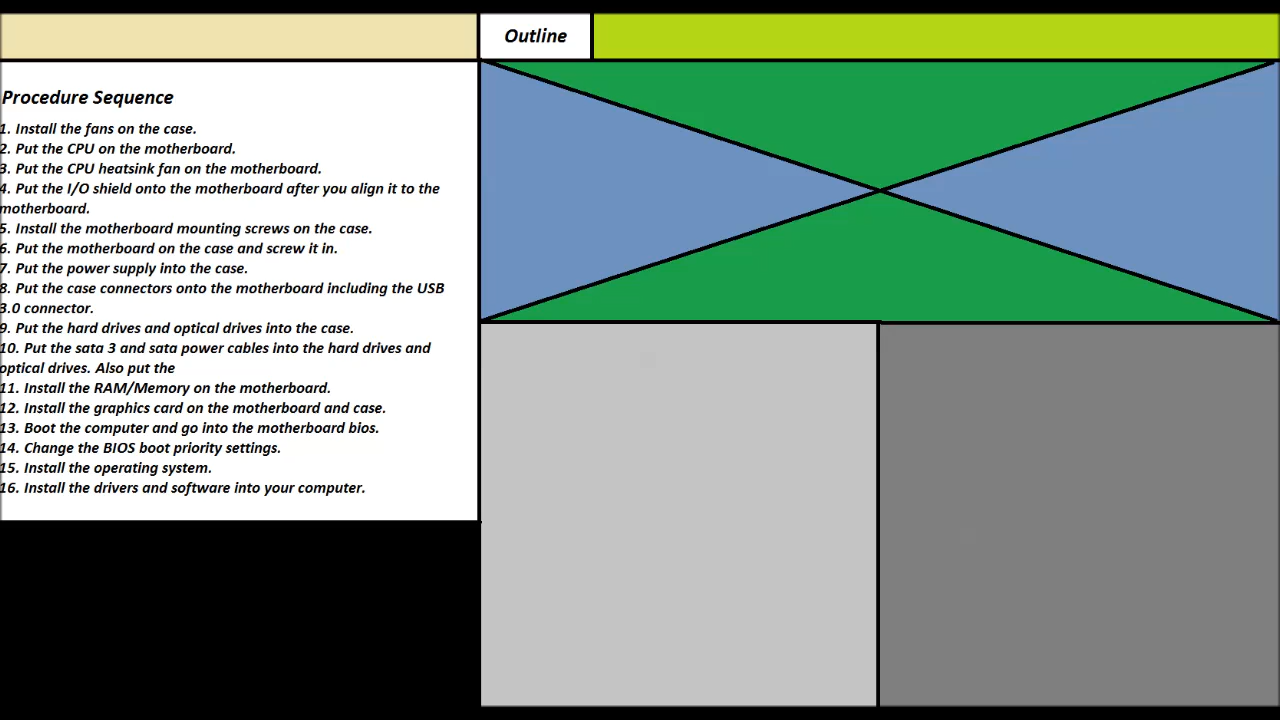 Outline
Procedure Sequence
1. Install the fans on the case.
2. Put the CPU on the motherboard.
3. Put the CPU heatsink fan on the motherboard.
4. Put the I/O shield onto the motherboard after you align it to the
motherboard.
5. Install the motherboard mounting screws on the case.
6. Put the motherboard on the case and screw it in.
7. Put the power supply into the case.
8. Put the case connectors onto the motherboard including the USB
3.0 connector.
9. Put the hard drives and optical drives into the case.
10. Put the sata 3 and sata power cables into the hard drives and
optical drives. Also put the
11. Install the RAM/Memory on the motherboard.
12. Install the graphics card on the motherboard and case.
13. Boot the computer and go into the motherboard bios.
14. Change the BIOS boot priority settings.
15. Install the operating system.
16. Install the drivers and software into your computer.